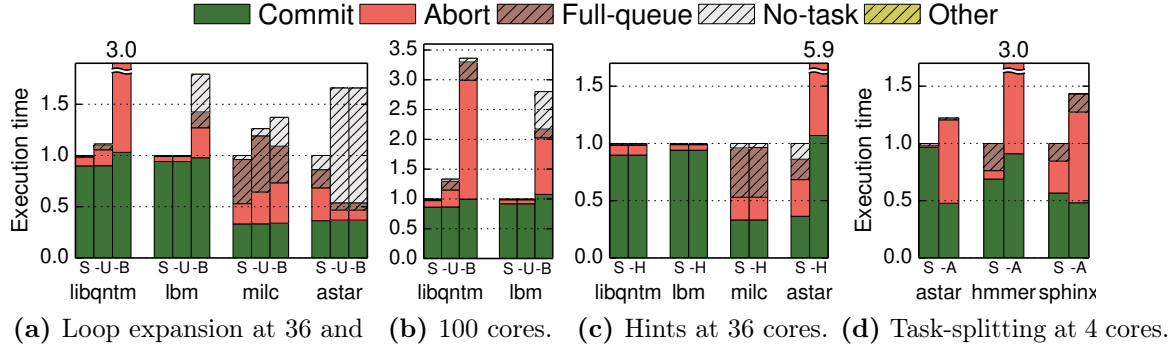 Commit Abort Full-queue No-task Other
3.0 5.9 3.0
Execution time
1.5
1.0
0.5
0.0
S -U -B S -U -B S -U -B S -U -B
libqntm lbm milc astar
3.5
3.0
2.5
2.0
1.5
1.0
0.5
0.0
S -U -B S -U -B
libqntm lbm
Execution time
1.5
1.0
0.5
0.0
S -H S -H S -H S -H
libqntm lbm milc astar
Execution time
1.5
1.0
0.5
0.0
S -A S -A S -A
astar hmmer sphinx
(a) Loop expansion at 36 and (b) 100 cores. (c) Hints at 36 cores. (d) Task-splitting at 4 cores.